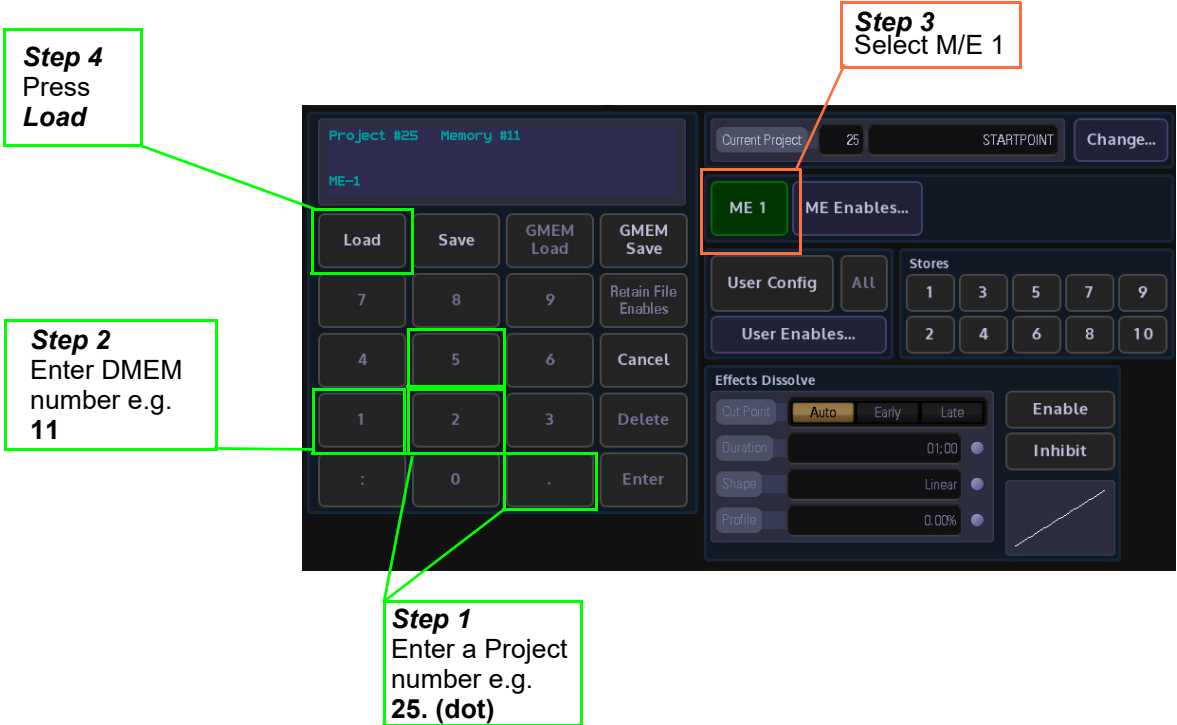 Step 3
Select M/E 1
Step 4
Press
Load
Project #25 Memory #11
ME-1
Current Project 25 STARTPOINT Change...
ME 1 ME Enables...
Load Save GMEM Load GMEM Save
User Config All
Stores
1 3 5 7 9
2 4 6 8 10
User Enables...
7 8 9 Retain File Enables
Step 2
Enter DMEM
number e.g.
11
4 5 6 Cancel
1 2 3 Delete
: 0 . Enter
Effects Dissolve
Cut Point Auto Early Late Enable
Duration 01:00 Inhibit
Shape Linear
Profile 0.00%
Step 1
Enter a Project
number e.g.
25. (dot)